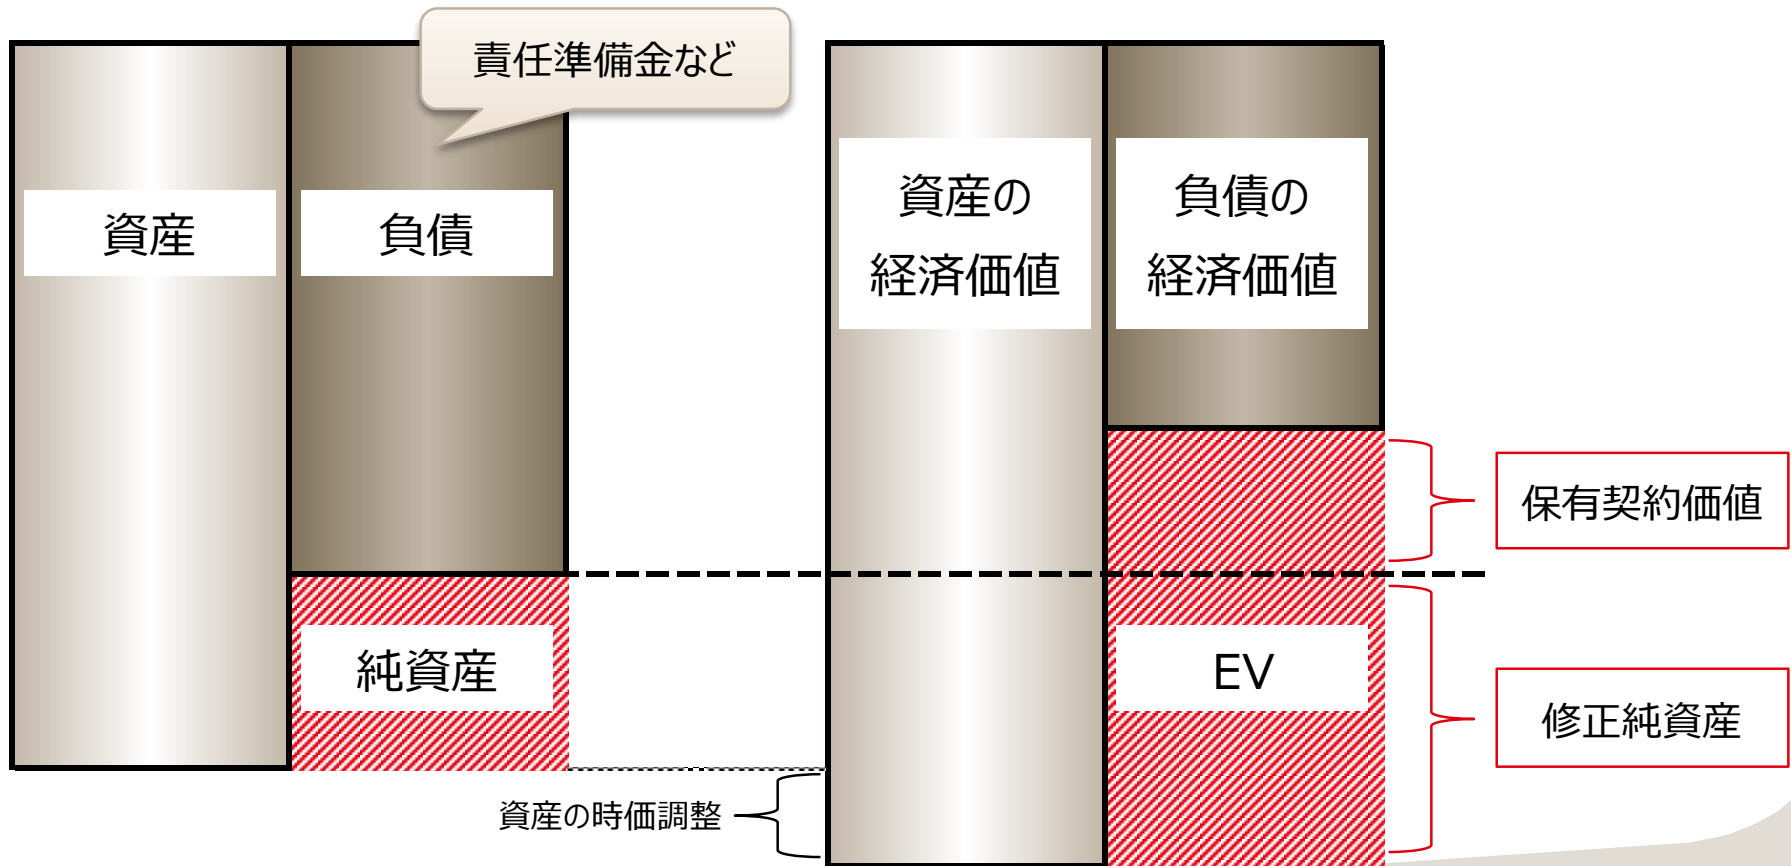 責任準備金など
資産
負債
純資産
資産の時価調整
資産の
経済価値
負債の
経済価値
EV
保有契約価値
修正純資産